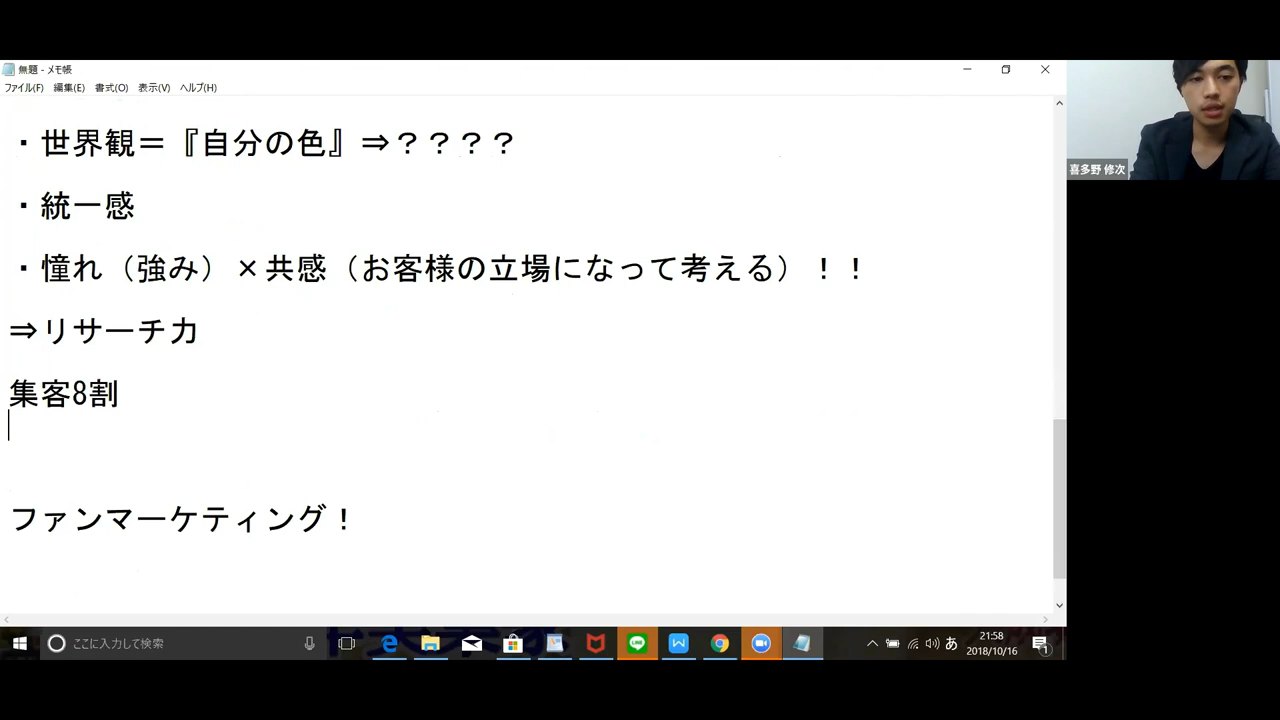 無題 - メモ帳
ファイル(F) 編集(E) 書式(O) 表示(V) ヘルプ(H)
・世界観＝『自分の色』⇒？？？？
・統一感
・憧れ（強み）×共感（お客様の立場になって考える）！！
⇒リサーチ力
集客8割
ファンマーケティング！
喜多野 修次
ここに入力して検索
LINE
あ
21:58
2018/10/16
1